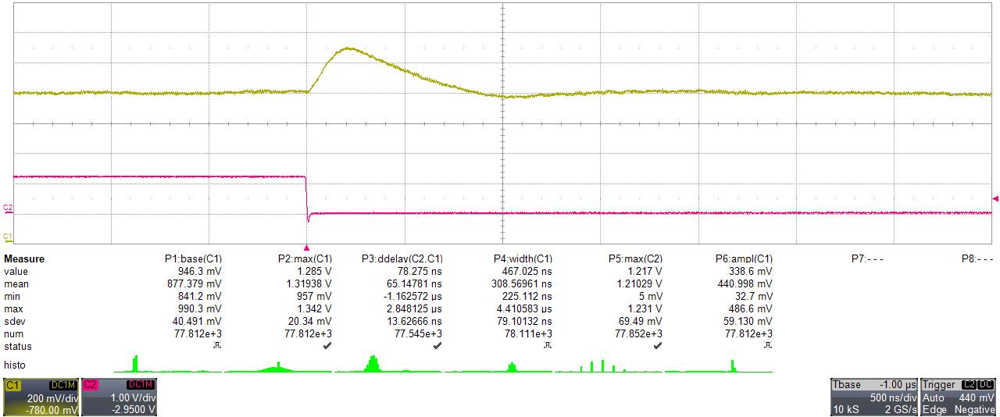 C2
C1
Measure P1:base(C1) P2:max(C1) P3:ddelay(C2,C1) P4:width(C1) P5:max(C2) P6:ampl(C1) P7:- - - P8:- - -
value 946.3 mV 1.285 V 78.275 ns 467.025 ns 1.217 V 338.6 mV
mean 877.379 mV 1.31938 V 65.14781 ns 308.56961 ns 1.21029 V 440.998 mV
min 841.2 mV 957 mV -1.162572 µs 225.112 ns 5 mV 32.7 mV
max 990.3 mV 1.342 V 2.848125 µs 4.410583 µs 1.231 V 486.6 mV
sdev 40.491 mV 20.34 mV 13.62666 ns 79.10132 ns 69.49 mV 59.130 mV
num 77.812e+3 77.812e+3 77.545e+3 78.111e+3 77.852e+3 77.812e+3
status
histo
C1 DC1M C2 DC1M Tbase -1.00 µs Trigger C2 DC
200 mV/div 1.00 V/div 500 ns/div Auto 440 mV
-780.00 mV -2.9500 V 10 kS 2 GS/s Edge Negative